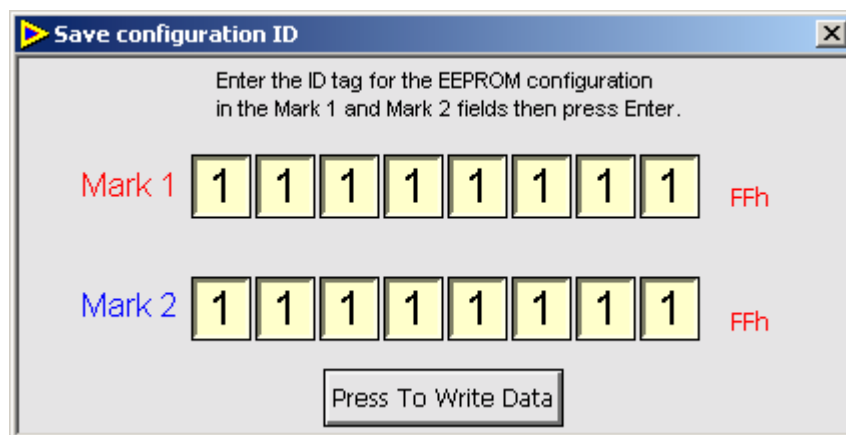 Save configuration ID
Enter the ID tag for the EEPROM configuration
in the Mark 1 and Mark 2 fields then press Enter.
Mark 1 1 1 1 1 1 1 1 1 FFh
Mark 2 1 1 1 1 1 1 1 1 FFh
Press To Write Data